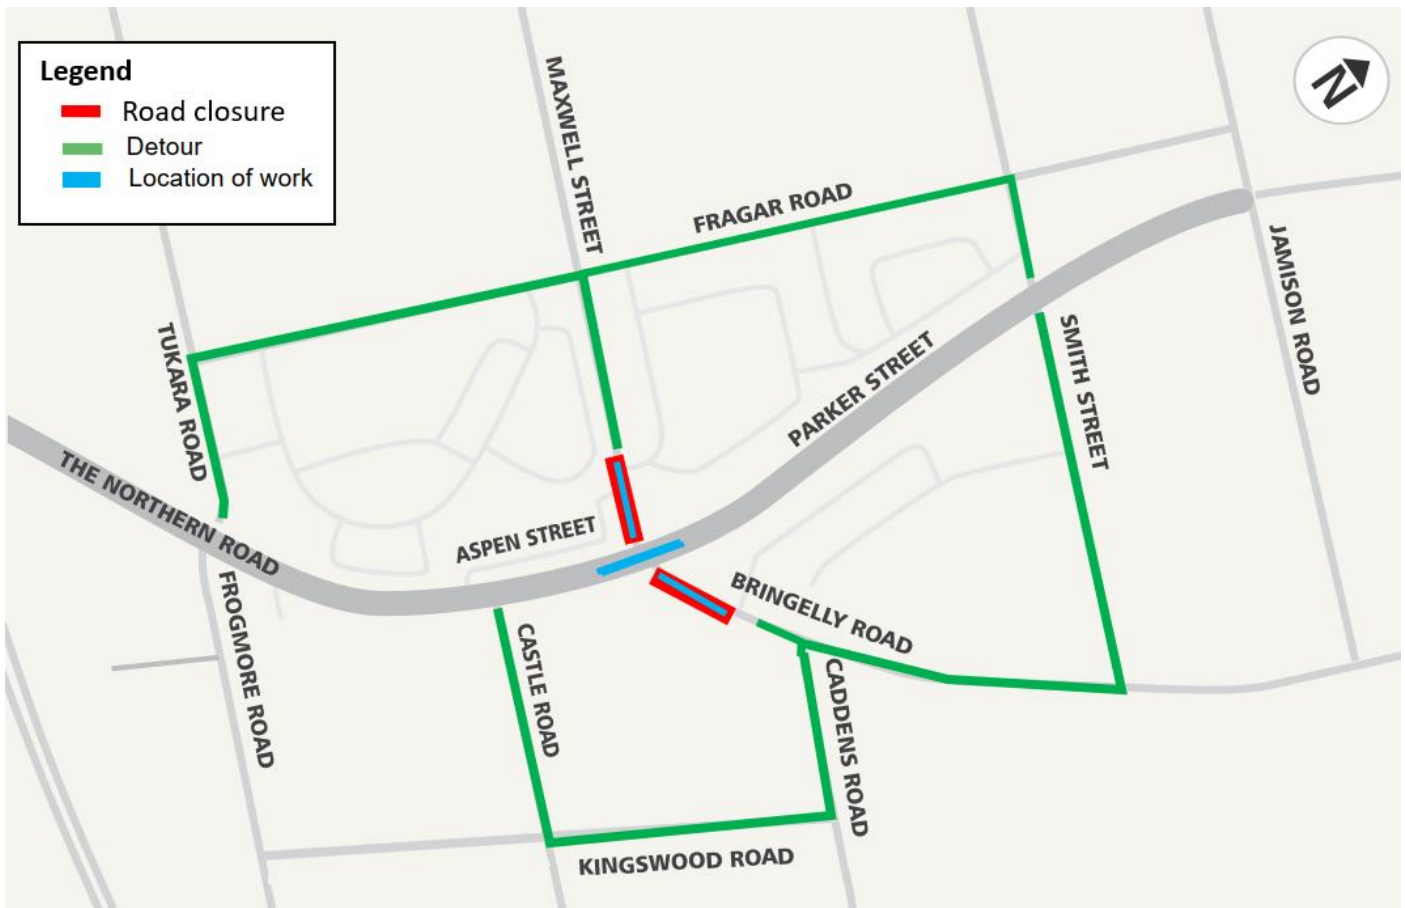 Legend
Road closure
Detour
Location of work
N
MAXWELL STREET
FRAGAR ROAD
JAMISON ROAD
TUKARA ROAD
SMITH STREET
PARKER STREET
THE NORTHERN ROAD
ASPEN STREET
BRINGELLY ROAD
FROGMORE ROAD
CASTLE ROAD
CADDENS ROAD
KINGSWOOD ROAD